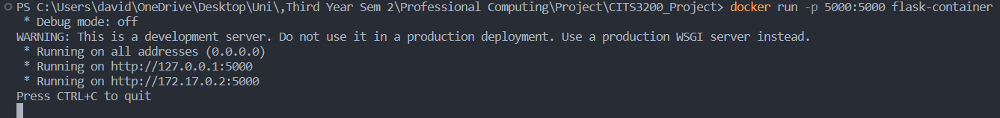 PS C:\Users\david\OneDrive\Desktop\Uni\,Third Year Sem 2\Professional Computing\Project\CITS3200_Project> docker run -p 5000:5000 flask-container
 * Debug mode: off
WARNING: This is a development server. Do not use it in a production deployment. Use a production WSGI server instead.
 * Running on all addresses (0.0.0.0)
 * Running on http://127.0.0.1:5000
 * Running on http://172.17.0.2:5000
Press CTRL+C to quit